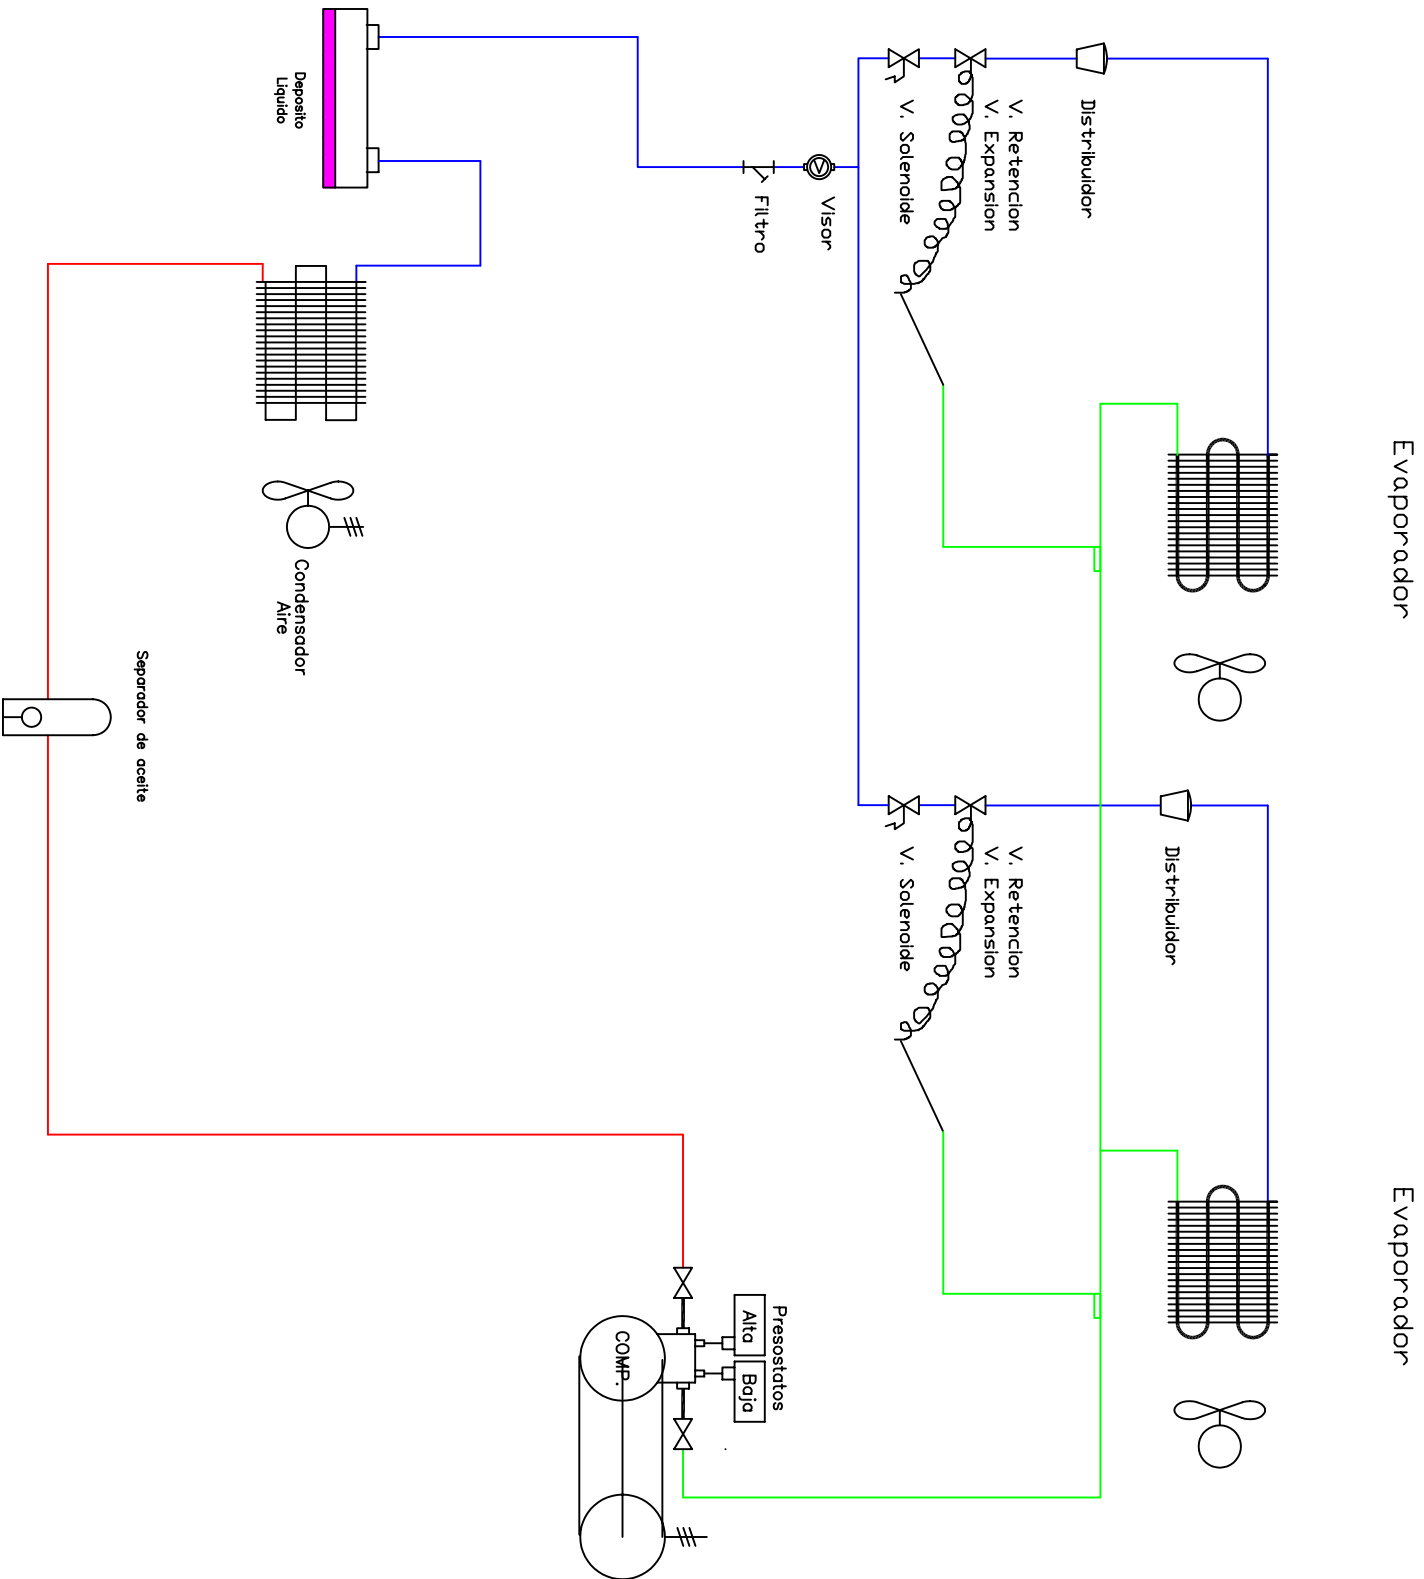 Evaporador
Evaporador
Distribuidor
V. Retencion
V. Expansion
V. Solenoide
Distribuidor
V. Retencion
V. Expansion
V. Solenoide
Visor
V
Filtro
Presostatos
Alta
Baja
COMP.
Deposito
Liquido
Condensador
Aire
Separador de aceite